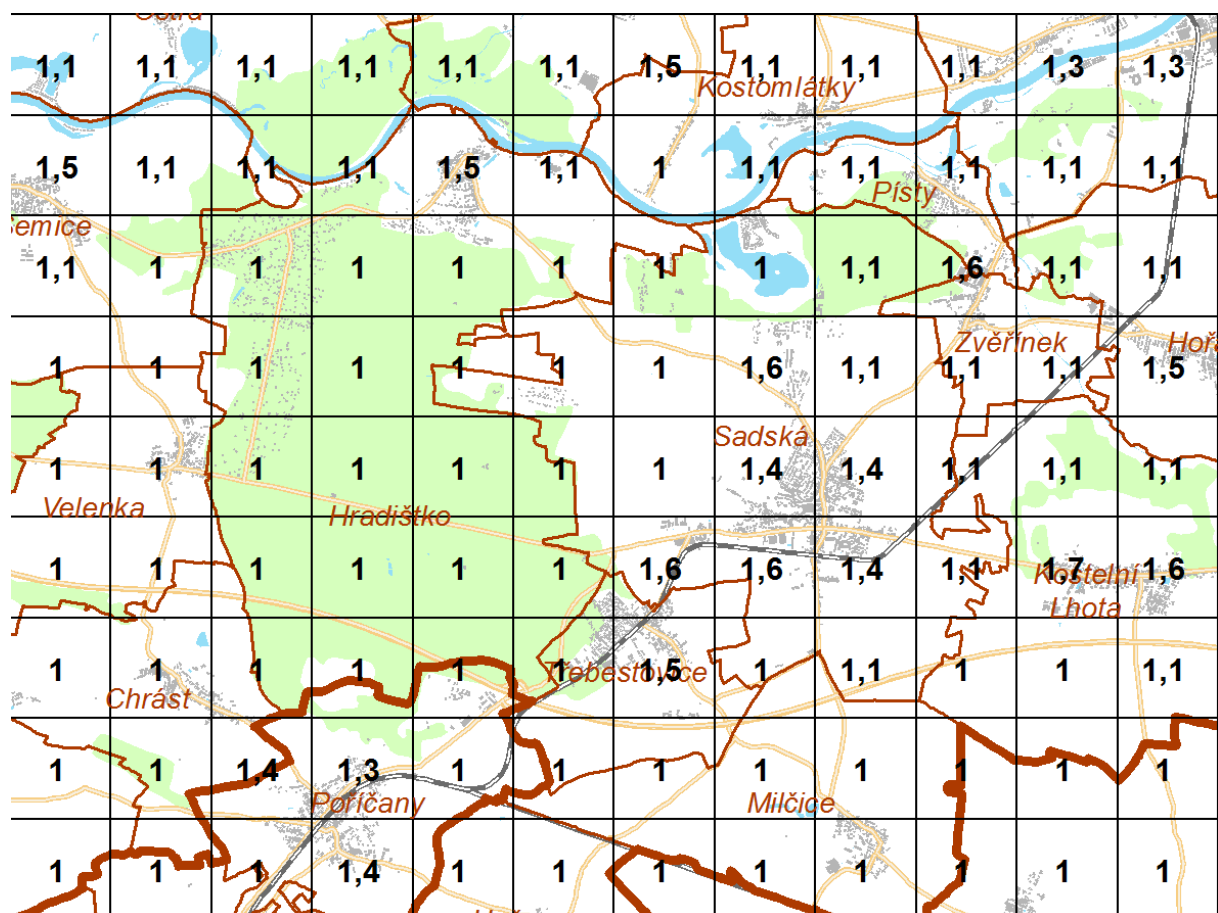 1,1 1,1 1,1 1,1 1,1 1,1 1,5 1,1 1,1 1,1 1,3 1,3
Kostomlátky
1,5 1,1 1,1 1,1 1,5 1,1 1 1,1 1,1 1,1 1,1 1,1
Písty
1,1 1 1 1 1 1 1 1 1,1 1,6 1,1 1,1
Zvěřínek
1 1 1 1 1 1 1 1,6 1,1 1,1 1,1 1,5
Sadská
1 1 1 1 1 1 1 1,4 1,4 1,1 1,1 1,1
Velenka
Hradištko
1 1 1 1 1 1 1,6 1,6 1,4 1,1 1,7 1,6
Kostelní
Lhota
1 1 1 1 1 1 1,5 1 1,1 1 1 1,1
Třebestovice
Chrást
1 1 1,4 1,3 1 1 1 1 1 1 1 1
Poříčany
Milčice
1 1 1 1,4 1 1 1 1 1 1 1 1